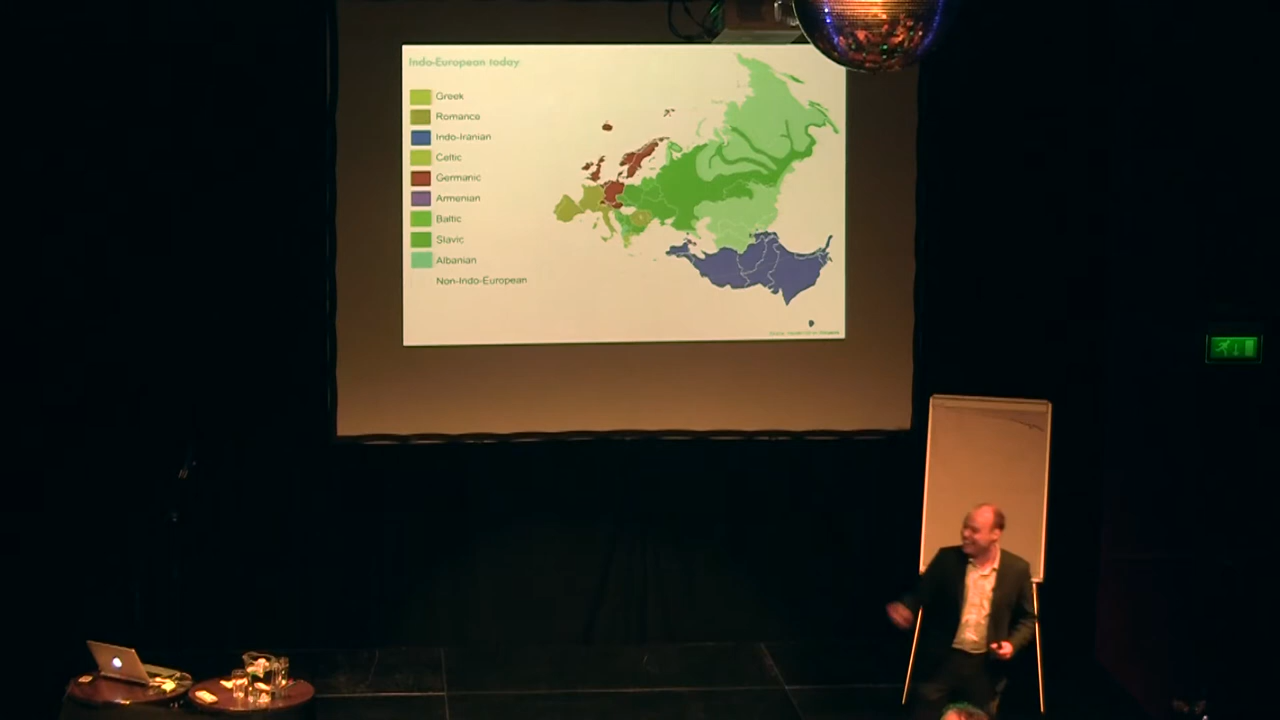 Indo-European today
Greek
Romance
Indo-Iranian
Celtic
Germanic
Armenian
Baltic
Slavic
Albanian
Non-Indo-European